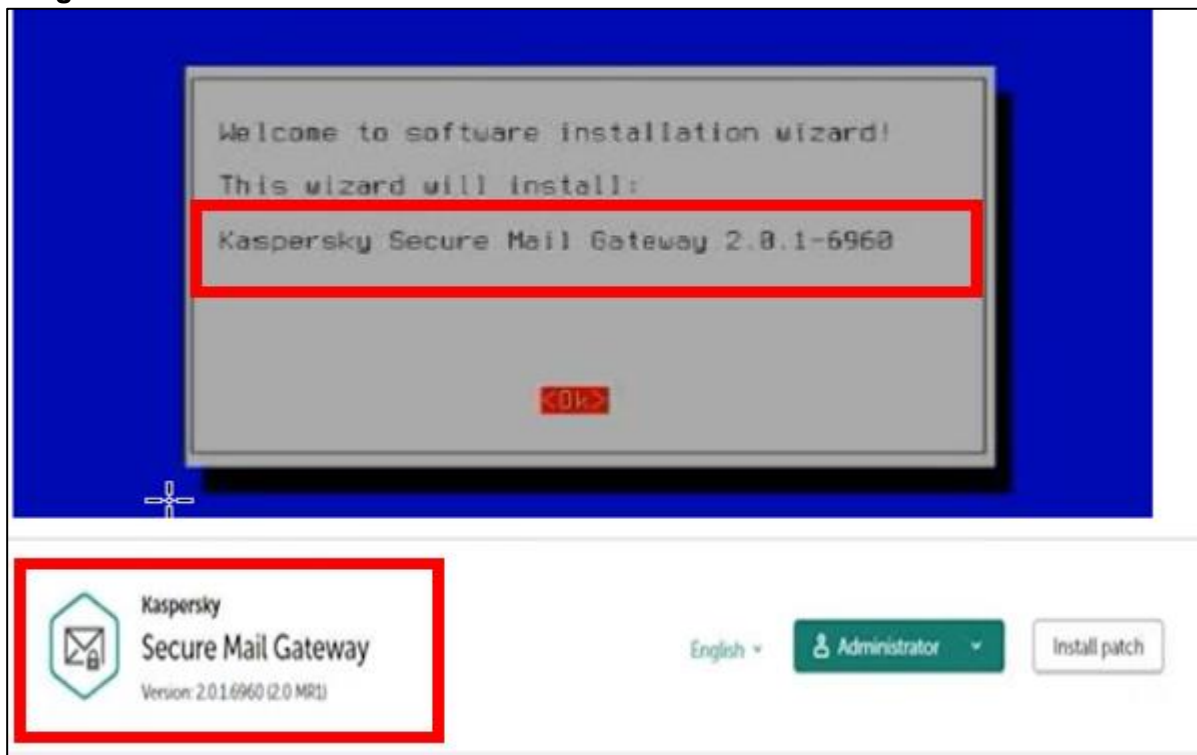 Welcome to software installation wizard!
This wizard will install:
Kaspersky Secure Mail Gateway 2.0.1-6960
<Ok>
Kaspersky
Secure Mail Gateway
Version: 2.0.1.6960 (2.0 MR1)
English
Administrator
Install patch